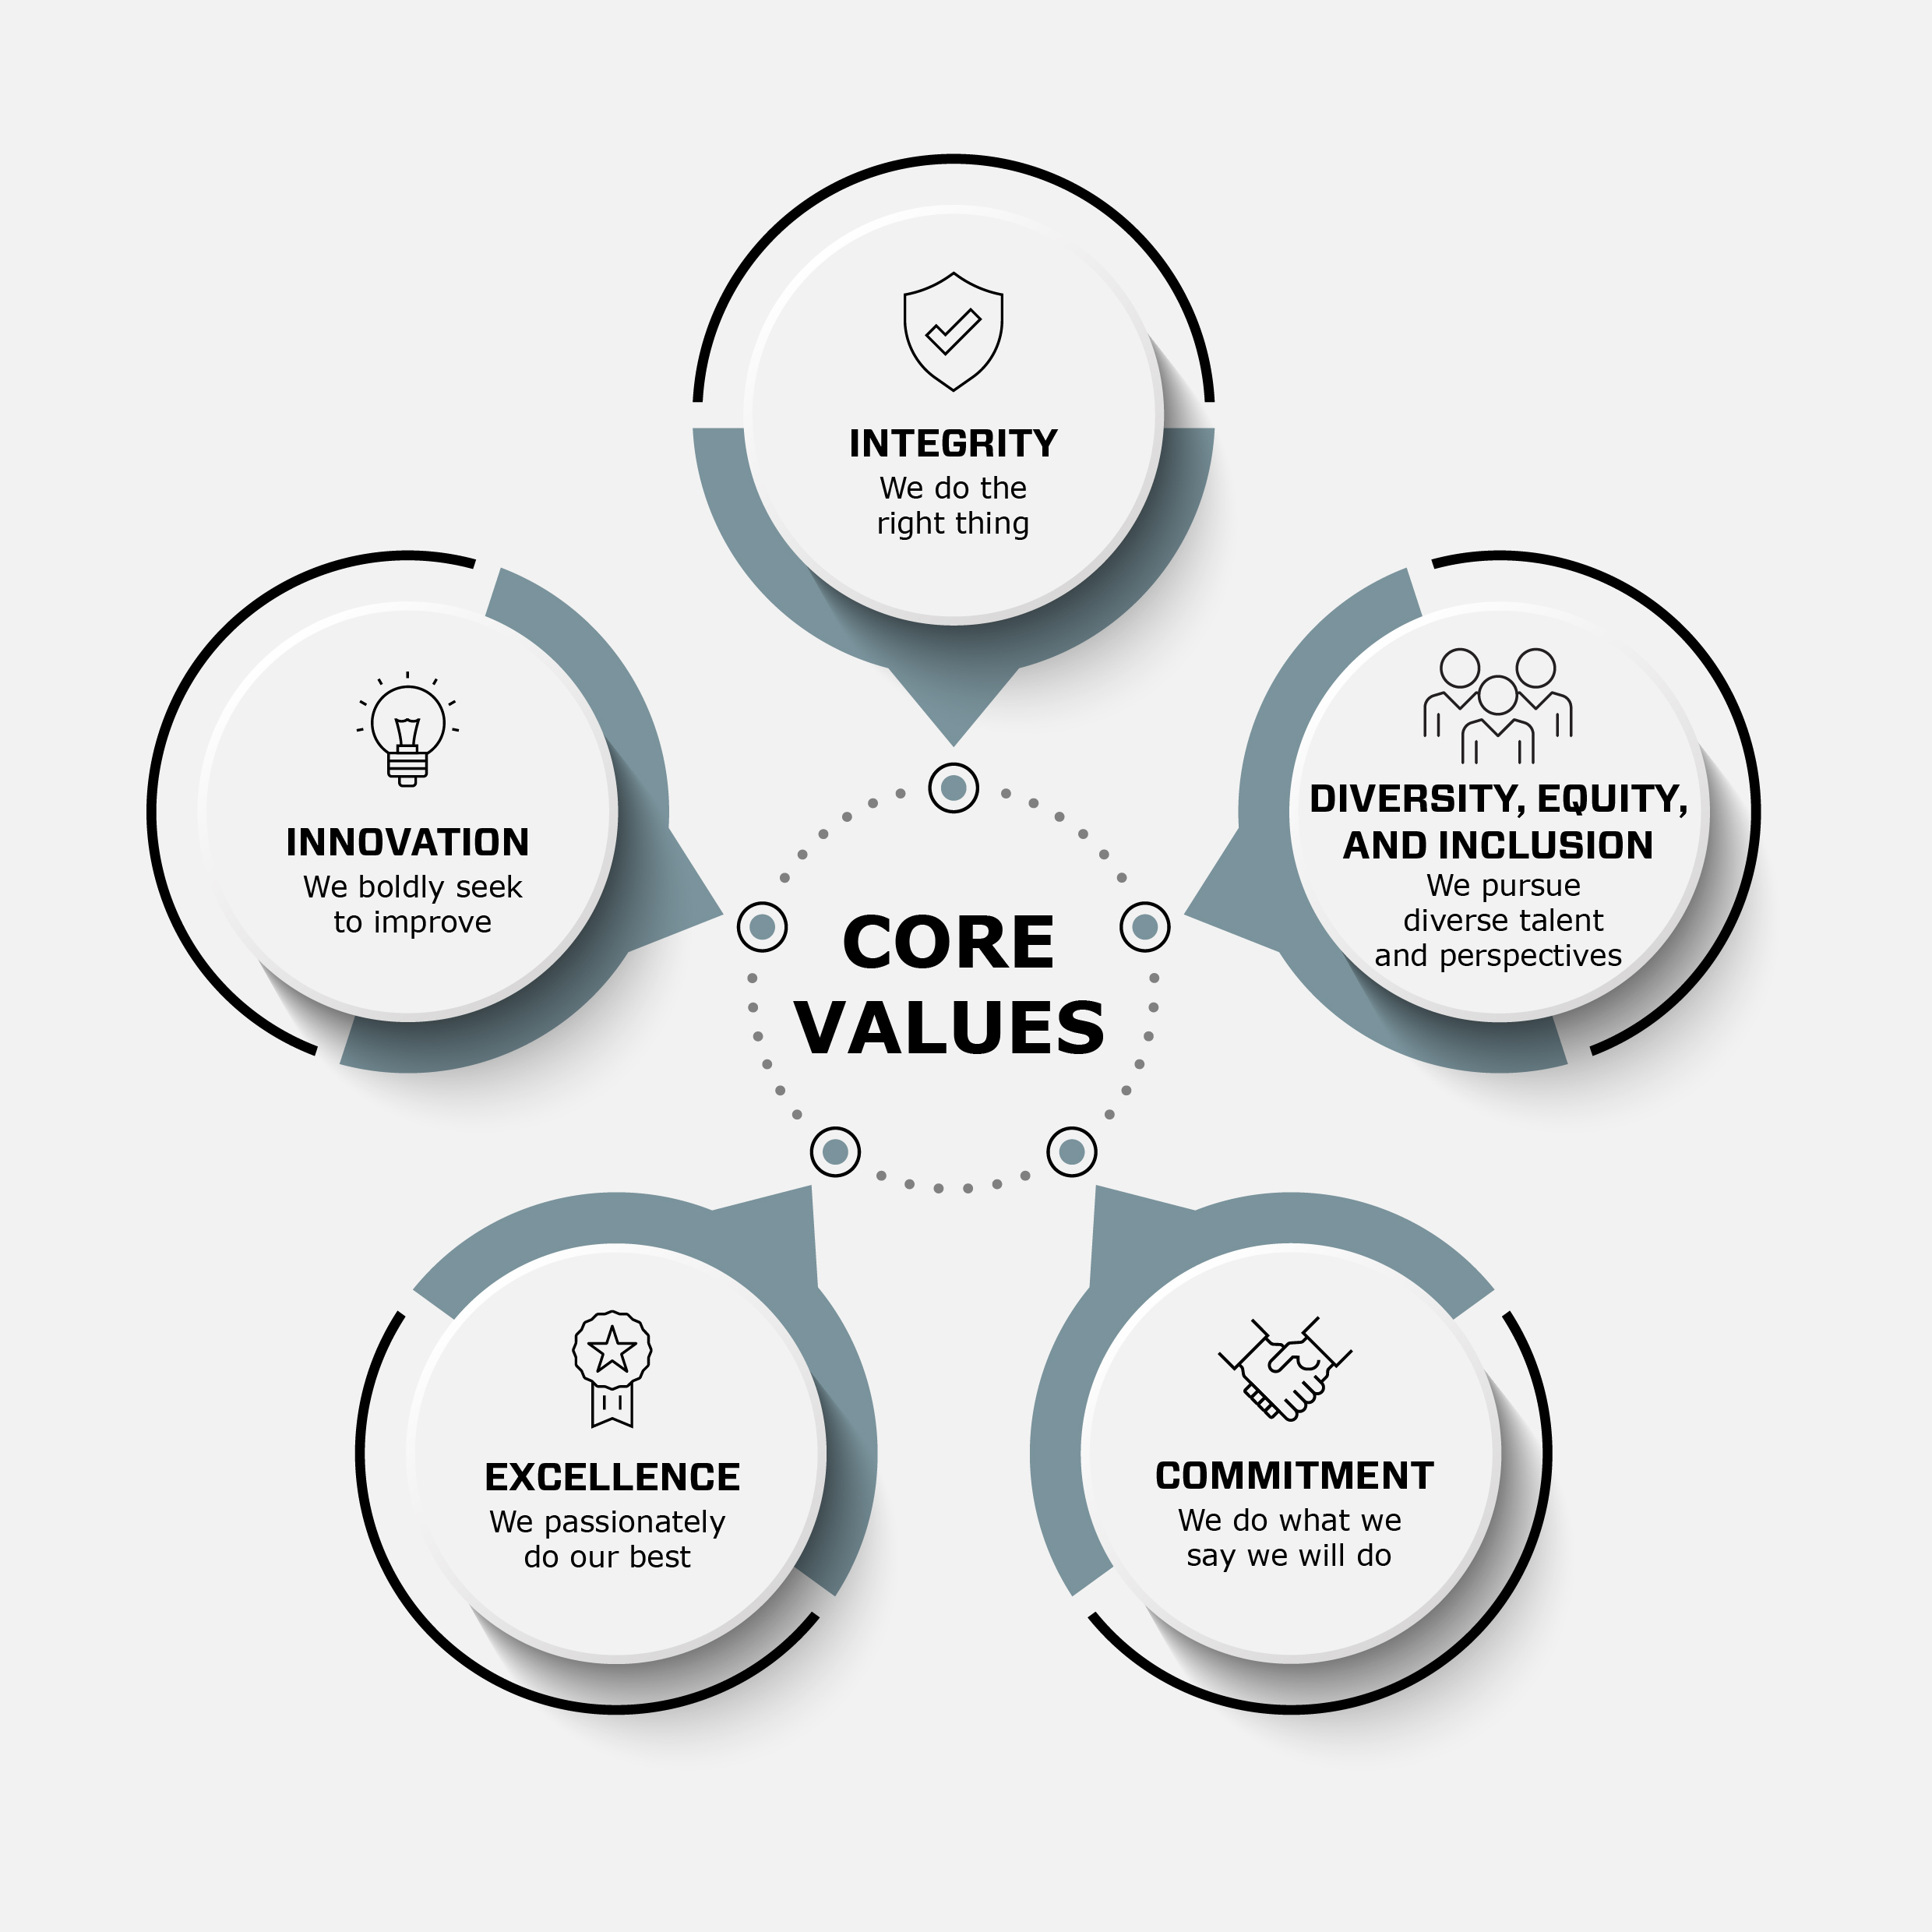 INTEGRITY
We do the
right thing
INNOVATION
We boldly seek
to improve
DIVERSITY, EQUITY,
AND INCLUSION
We pursue
diverse talent
and perspectives
CORE
VALUES
EXCELLENCE
We passionately
do our best
COMMITMENT
We do what we
say we will do